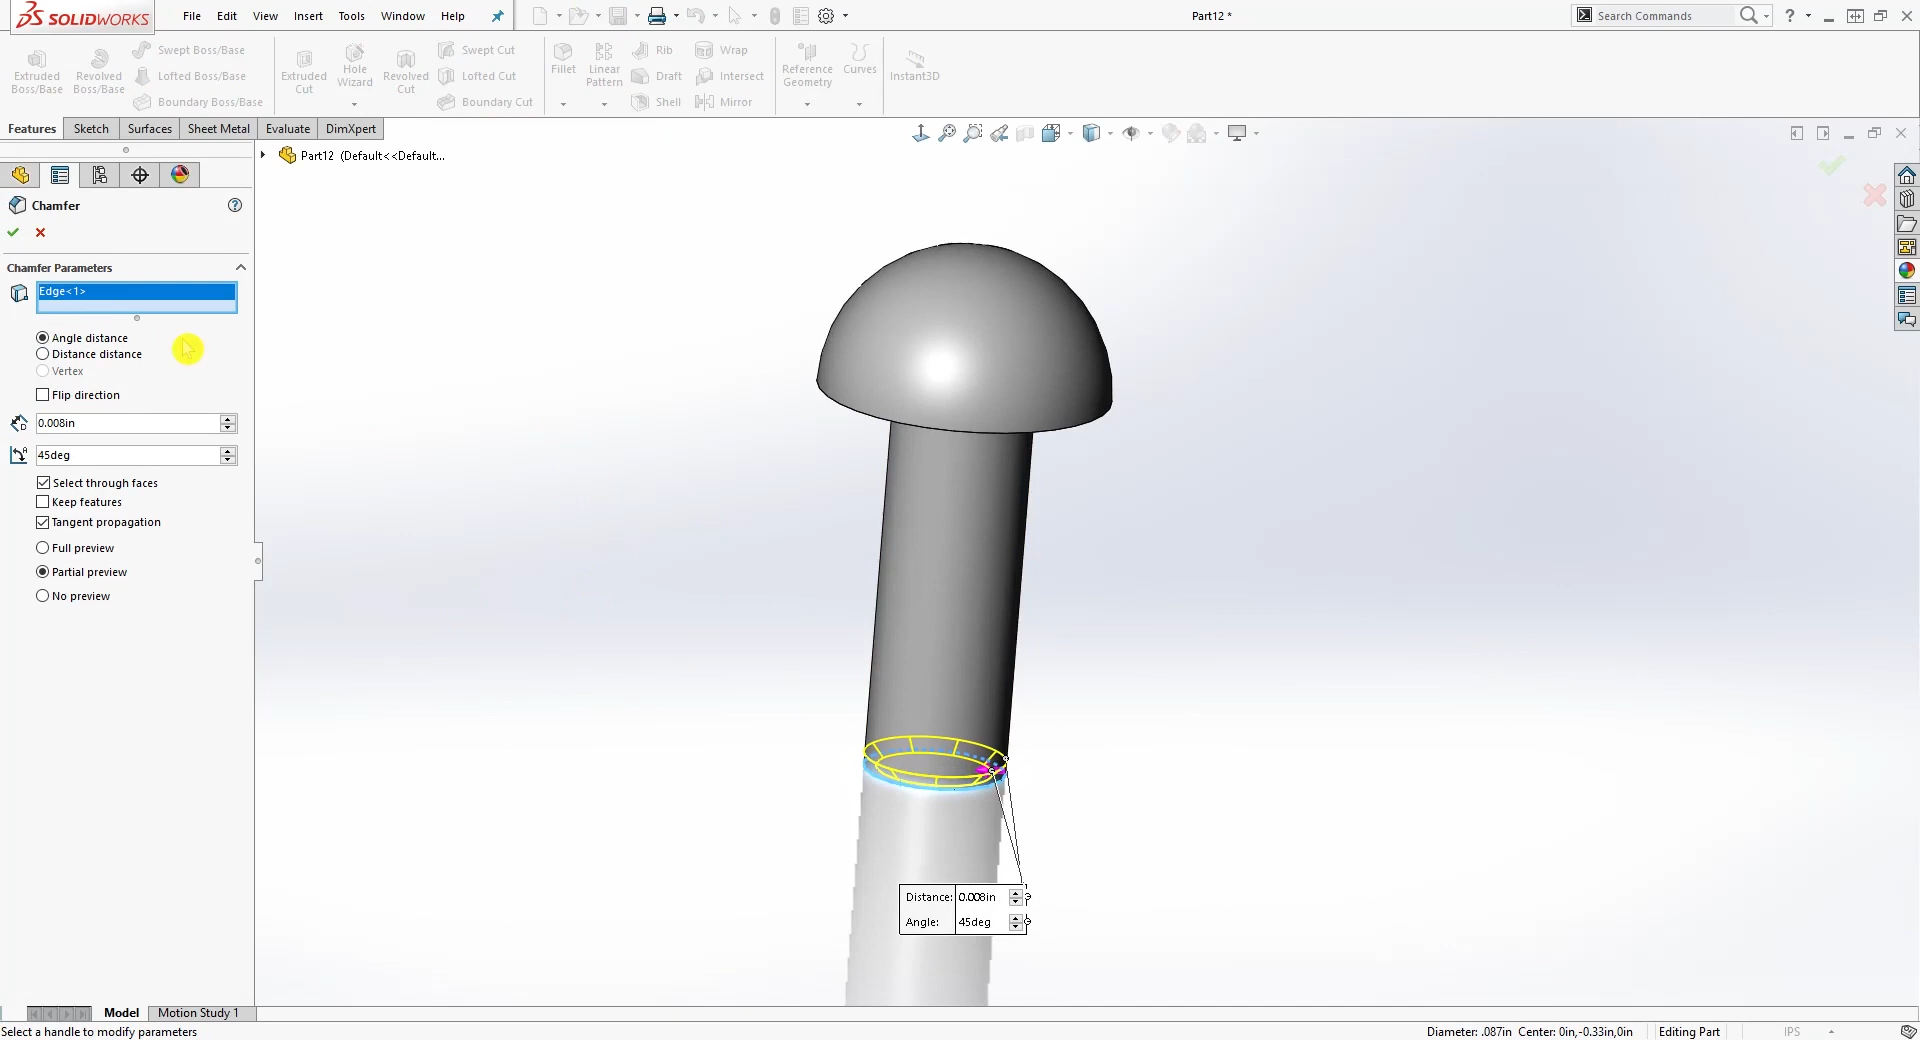 SOLIDWORKS
File Edit View Insert Tools Window Help
Part12 *
Search Commands
?
Extruded Boss/Base
Revolved Boss/Base
Swept Boss/Base
Lofted Boss/Base
Boundary Boss/Base
Extruded Cut
Hole Wizard
Revolved Cut
Swept Cut
Lofted Cut
Boundary Cut
Fillet
Linear Pattern
Rib
Draft
Shell
Wrap
Intersect
Mirror
Reference Geometry
Curves
Instant3D
Features Sketch Surfaces Sheet Metal Evaluate DimXpert
Part12 (Default<<Default...
Chamfer
?
Chamfer Parameters
Edge<1>
Angle distance
Distance distance
Vertex
Flip direction
0.008in
45deg
Select through faces
Keep features
Tangent propagation
Full preview
Partial preview
No preview
Distance: 0.008in
Angle: 45deg
Model Motion Study 1
Select a handle to modify parameters
Diameter: .087in Center: 0in,-0.33in,0in Editing Part IPS